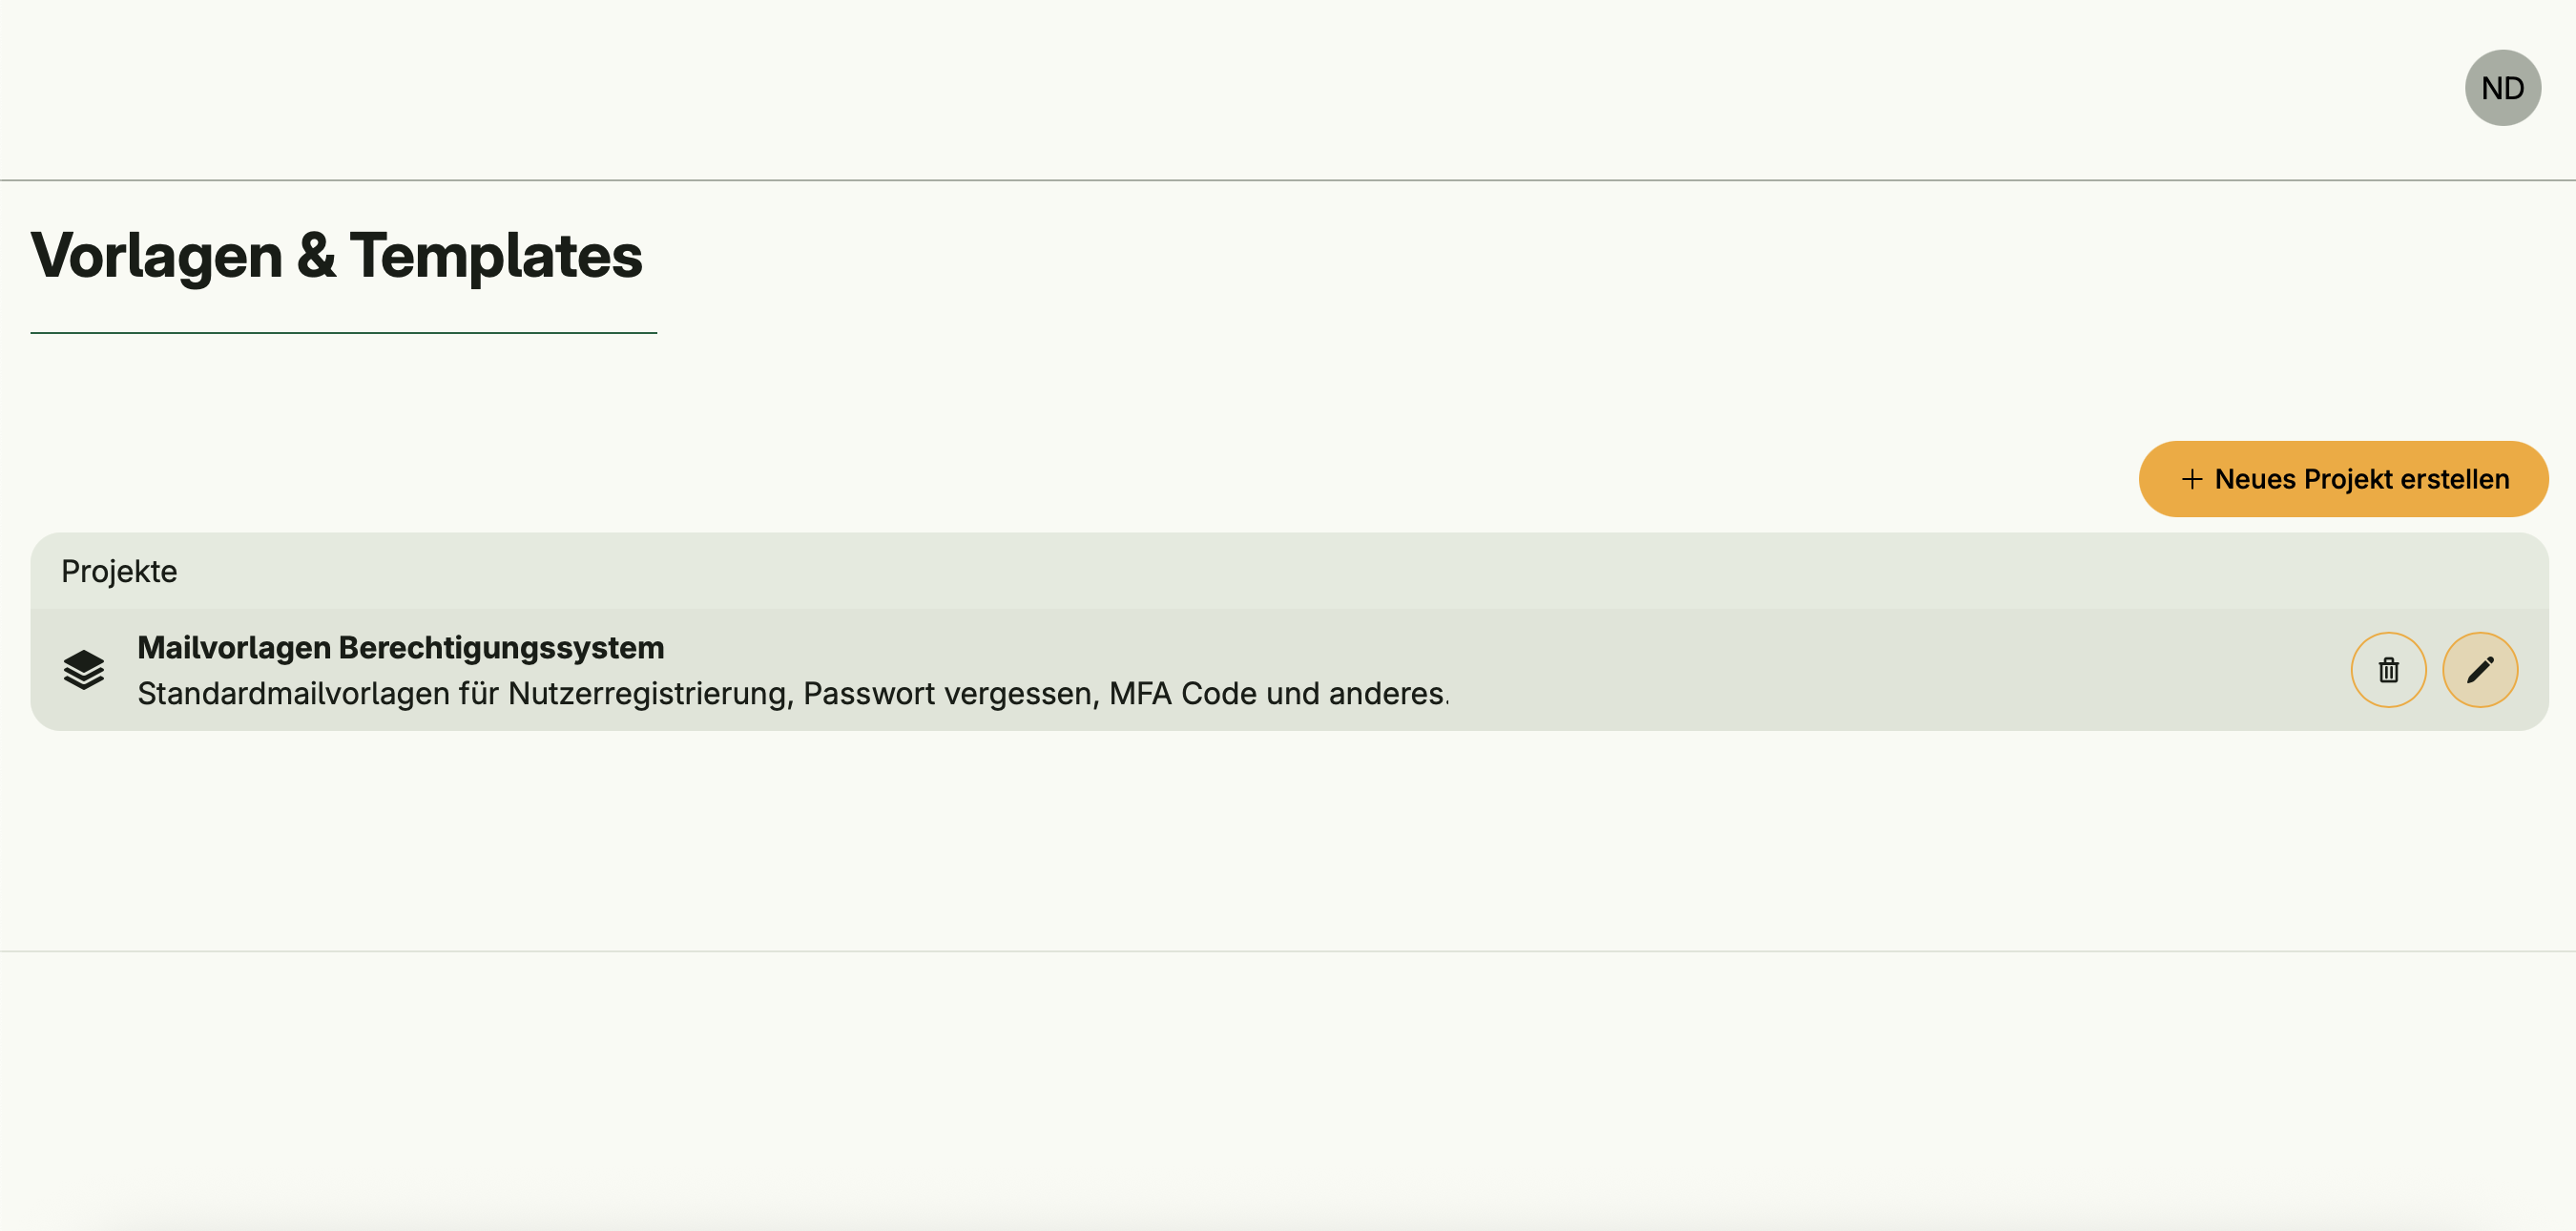 ND
Vorlagen & Templates
+ Neues Projekt erstellen
Projekte
Mailvorlagen Berechtigungssystem
Standardmailvorlagen für Nutzerregistrierung, Passwort vergessen, MFA Code und anderes.